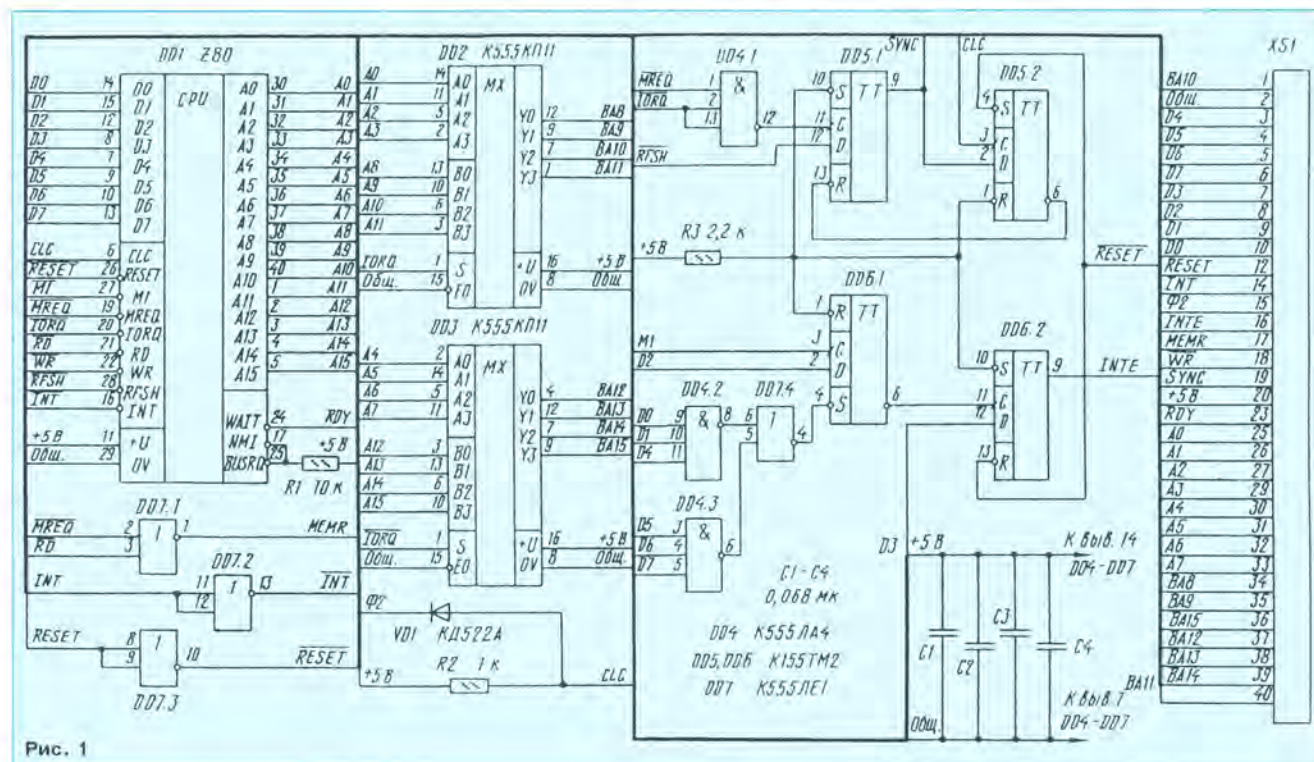 DD1 Z80
CPU
D0 14 D0
D1 15 D1
D2 12 D2
D3 8 D3
D4 7 D4
D5 9 D5
D6 10 D6
D7 13 D7
CLC 6 CLC
RESET 26 RESET
M1 27 M1
MREQ 19 MREQ
IORQ 20 IORQ
RD 21 RD
WR 22 WR
RFSH 28 RFSH
INT 16 INT
+5 В 11 +U
Общ. 29 0V
A0 30 A0
A1 31 A1
A2 32 A2
A3 33 A3
A4 34 A4
A5 35 A5
A6 36 A6
A7 37 A7
A8 38 A8
A9 39 A9
A10 40 A10
A11 1 A11
A12 2 A12
A13 3 A13
A14 4 A14
A15 5 A15
WATT 24 RDY
NMI 17
BUSRQ 25 +5 В
R1 10 к
DD7.1
MREQ 2 1 1 MEMR
RD 3
DD7.2
INT 11 1 13 INT
12
RESET 8 1 10 RESET
9
DD7.3
DD2 К555КП11
MX
A0 14 A0
A1 11 A1
A2 5 A2
A3 2 A3
A8 13 B0
A9 10 B1
A10 6 B2
A11 3 B3
IORQ 1 S
Общ. 15 E0
Y0 12 BA8
Y1 9 BA9
Y2 7 BA10
Y3 1 BA11
+U 16 +5 В
0V 8 Общ.
DD3 К555КП11
MX
A4 2 A0
A5 14 A1
A6 5 A2
A7 11 A3
A12 3 B0
A13 13 B1
A14 6 B2
A15 10 B3
IORQ 1 S
Общ. 15 E0
Y0 4 BA12
Y1 12 BA13
Y2 7 BA14
Y3 9 BA15
+U 16 +5 В
0V 8 Общ.
Ф2
VD1 КД522А
+5 В R2 1 к CLC
DD4.1
MREQ 1 &
IORQ 2
13 12
RFSH
DD5.1
SYNC
10 S TT 9
11 C
12 D
13 R
CLC
DD5.2
4 S TT
3 C
2 D
1 R 6
+5 В R3 2,2 к
DD6.1
1 R TT
M1 3 C
D2 2 D
4 S 6
DD4.2 DD7.4
D0 9 & 8 6 1 4
D1 10 5
D4 11
DD4.3
D5 3 & 6
D6 4
D7 5
DD6.2
10 S TT 9 INTE
11 C
12 D
13 R
RESET
D3
C1 - C4
0,068 мк
DD4 К555ЛА4
DD5, DD6 К155ТМ2
DD7 К555ЛЕ1
+5 В К выв. 14
DD4-DD7
C1 C2 C3 C4
Общ. К выв. 7
DD4-DD7
XS1
BA10 1
Общ. 2
D4 3
D5 4
D6 5
D7 6
D3 7
D2 8
D1 9
D0 10
RESET 12
INT 14
Ф2 15
INTE 16
MEMR 17
WR 18
SYNC 19
+5 В 20
RDY 23
A0 25
A1 26
A2 27
A3 29
A4 30
A5 31
A6 32
A7 33
BA8 34
BA9 35
BA15 36
BA12 37
BA13 38
BA14 39
BA11 40
Рис. 1